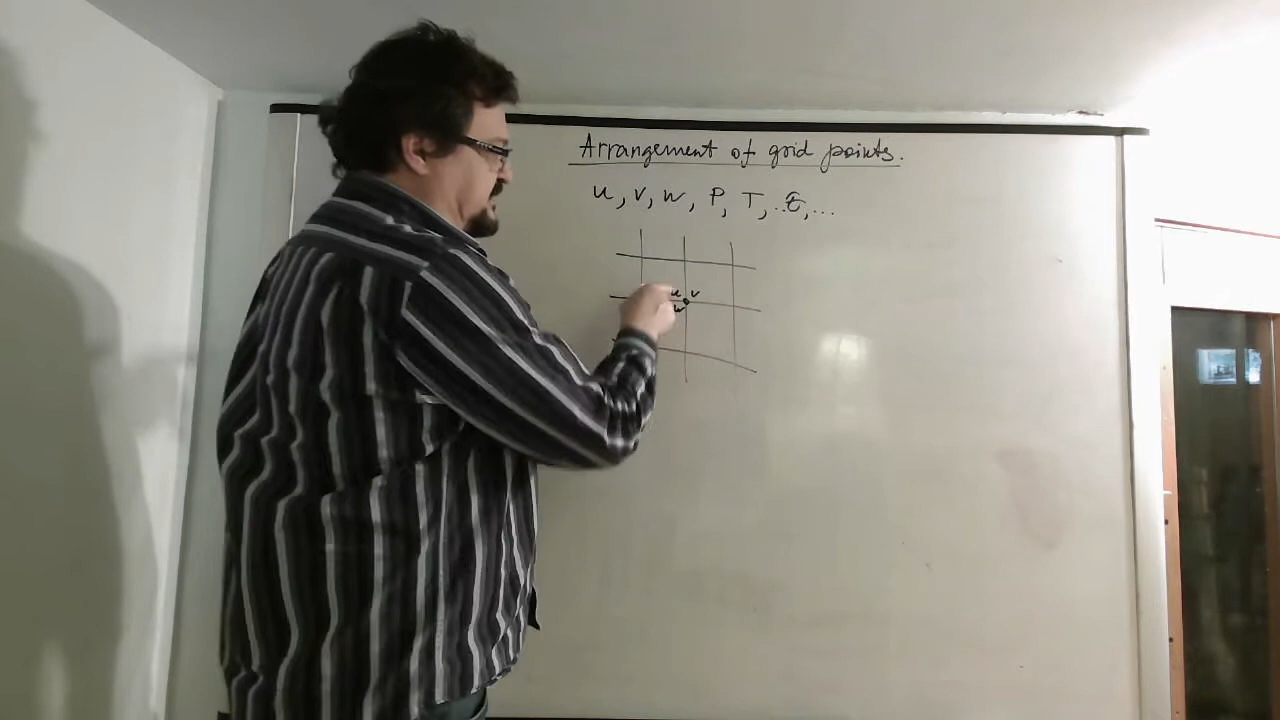 Arrangement of grid points.
u, v, w, P, T, ...
u v
w